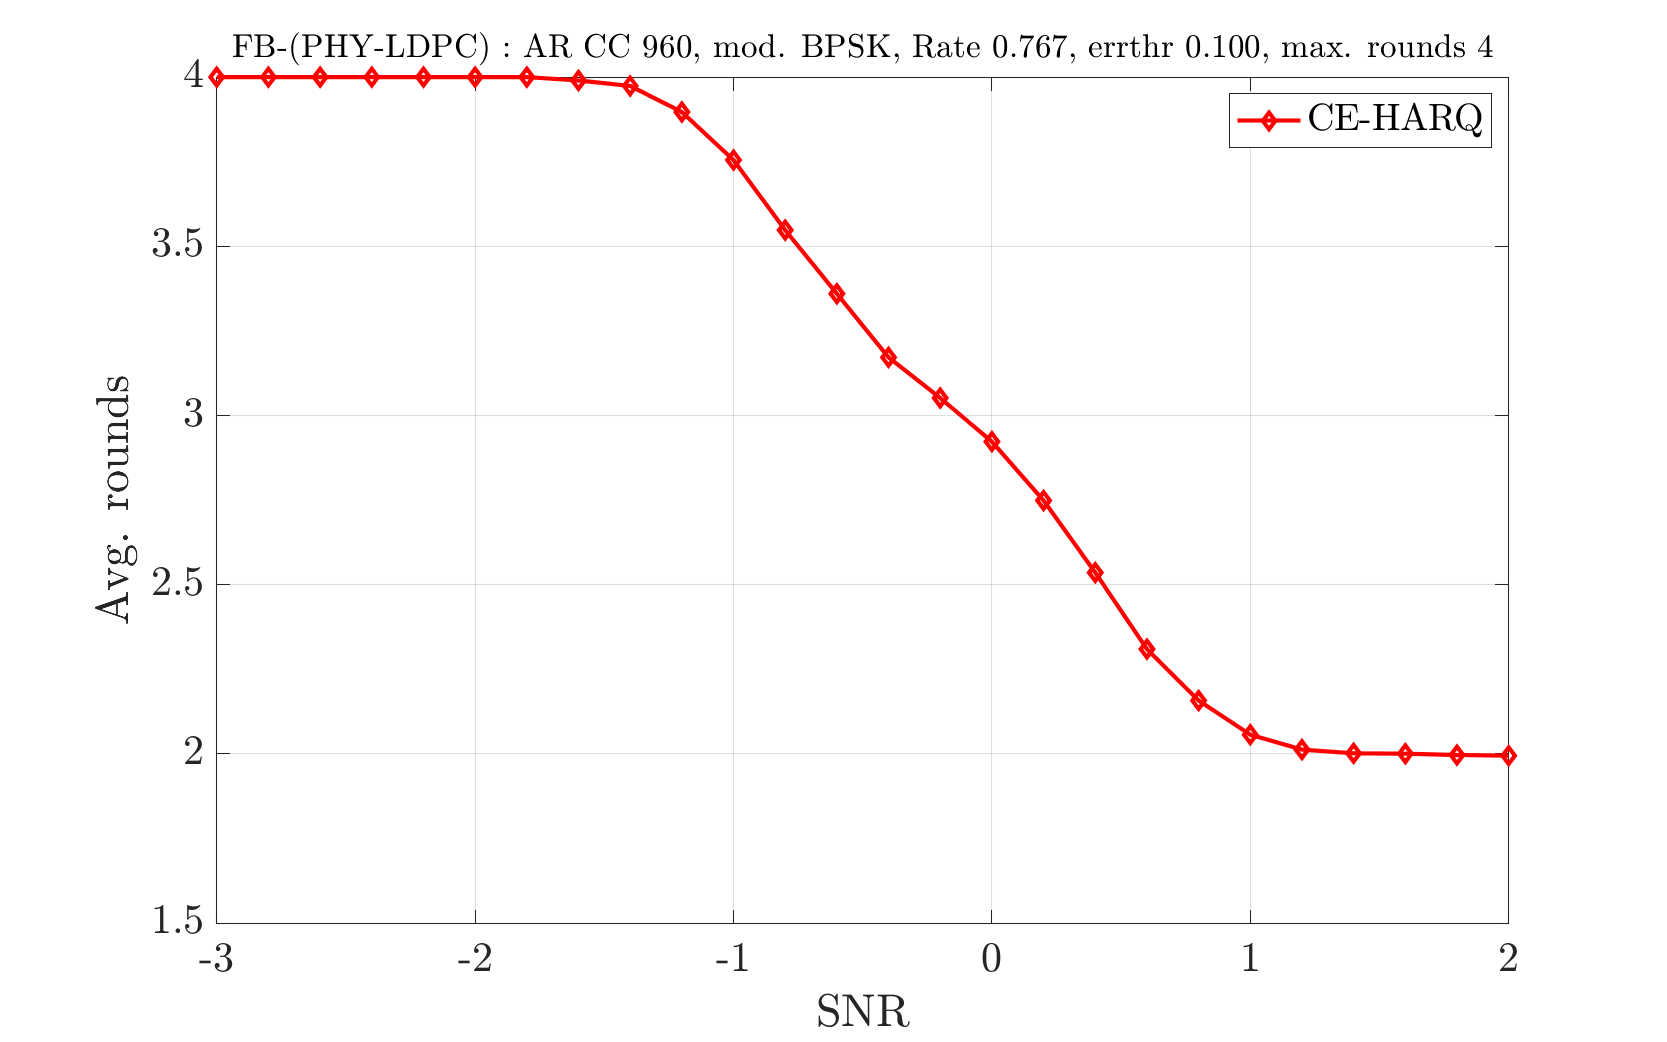 FB-(PHY-LDPC) : AR CC 960, mod. BPSK, Rate 0.767, errthr 0.100, max. rounds 4
CE-HARQ
4
3.5
3
2.5
2
1.5
Avg. rounds
-3 -2 -1 0 1 2
SNR